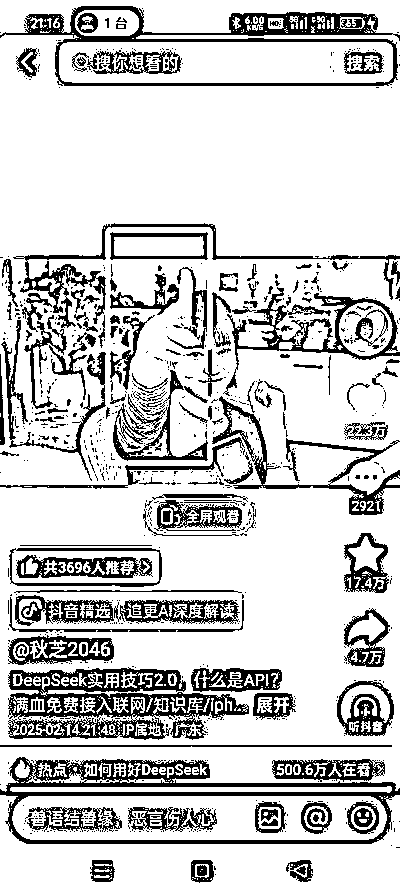 21:16
1 台
搜你想看的
搜索
22.3万
2921
全屏观看
17.4万
共3696人推荐 >
抖音精选 | 追更AI深度解读
4.7万
@秋芝2046
DeepSeek实用技巧2.0，什么是API？
满血免费接入联网/知识库/iph... 展开
听抖音
2025-02-14 21:48 IP属地：广东
热点 · 如何用好DeepSeek
500.6万人在看
善语结善缘，恶言伤人心